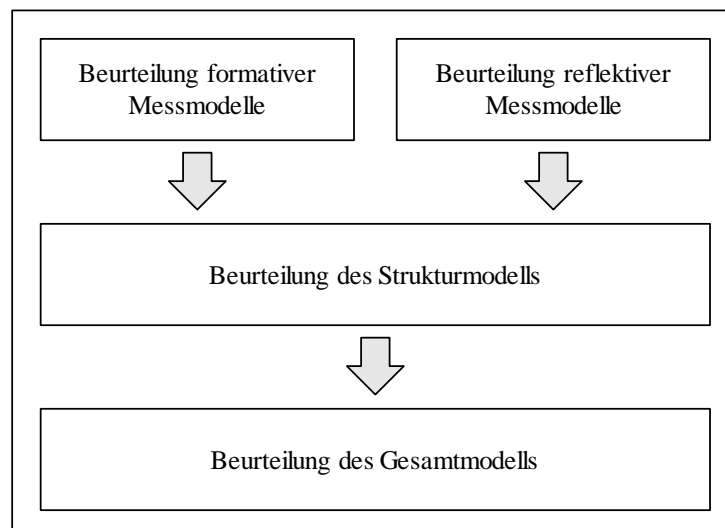 Beurteilung formativer
Messmodelle
Beurteilung reflektiver
Messmodelle
Beurteilung des Strukturmodells
Beurteilung des Gesamtmodells